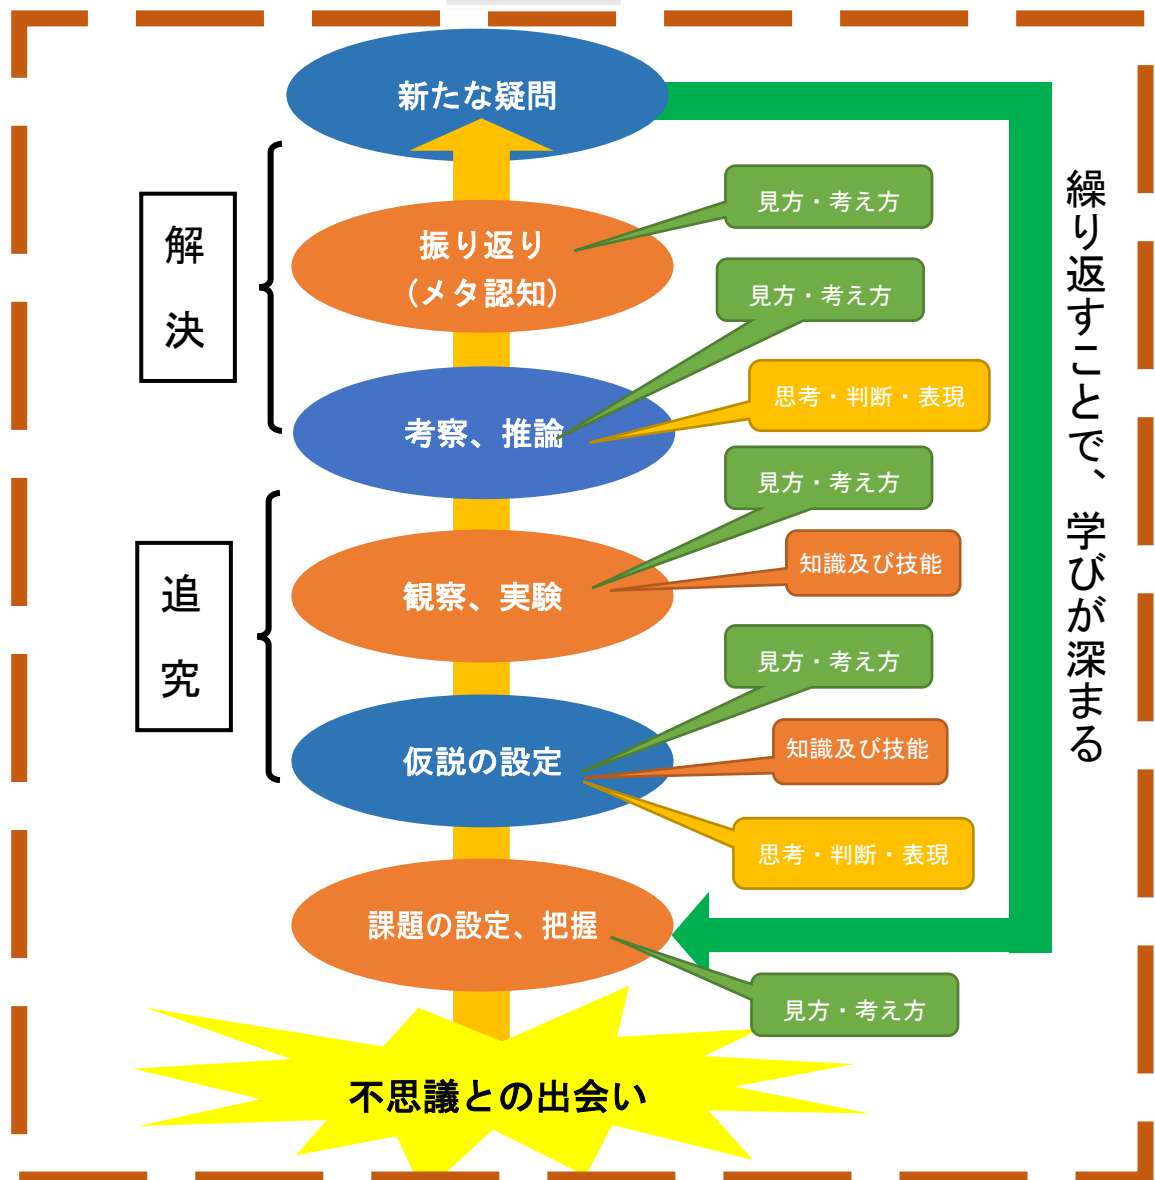 新たな疑問
見方・考え方
振り返り
（メタ認知）
解
決
見方・考え方
考察、推論
思考・判断・表現
見方・考え方
観察、実験
知識及び技能
追
究
見方・考え方
仮説の設定
知識及び技能
思考・判断・表現
課題の設定、把握
見方・考え方
不思議との出会い
繰り返すことで、学びが深まる